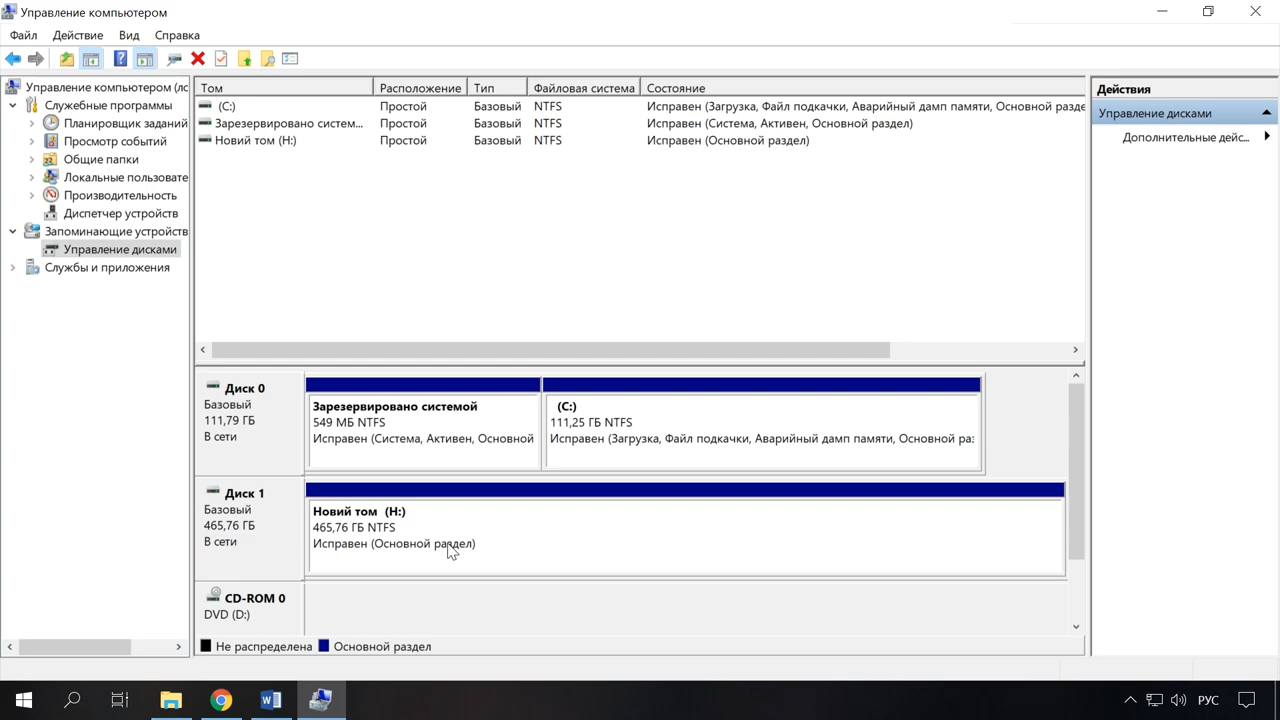 Управление компьютером
Файл Действие Вид Справка
Управление компьютером (лс
Служебные программы
Планировщик заданий
Просмотр событий
Общие папки
Локальные пользовате
Производительность
Диспетчер устройств
Запоминающие устройств
Управление дисками
Службы и приложения
Том Расположение Тип Файловая система Состояние
(C:) Простой Базовый NTFS Исправен (Загрузка, Файл подкачки, Аварийный дамп памяти, Основной разде
Зарезервировано систем... Простой Базовый NTFS Исправен (Система, Активен, Основной раздел)
Новий том (H:) Простой Базовый NTFS Исправен (Основной раздел)
Диск 0
Базовый
111,79 ГБ
В сети
Зарезервировано системой
549 МБ NTFS
Исправен (Система, Активен, Основной
(C:)
111,25 ГБ NTFS
Исправен (Загрузка, Файл подкачки, Аварийный дамп памяти, Основной раз
Диск 1
Базовый
465,76 ГБ
В сети
Новий том (H:)
465,76 ГБ NTFS
Исправен (Основной раздел)
CD-ROM 0
DVD (D:)
Не распределена Основной раздел
Действия
Управление дисками
Дополнительные дейс...
РУС